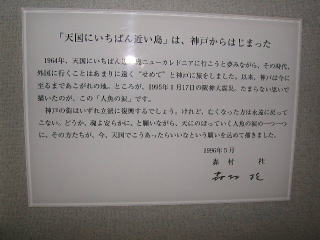 「天国にいちばん近い島」は、神戸からはじまった
1964年、天国にいちばん近い島ニューカレドニアに行こうと夢みながら、その時代、
外国に行くことはあまりに遠く“せめて”と神戸に旅をしました。以来、神戸は今に
至るまであこがれの地。ところが、1995年1月17日の阪神大震災。たまらない思いで
描いたのが、この「人魚の涙」です。
神戸の街はいずれ立派に復興するでしょう。けれど、亡くなった方は永遠に戻って
こない。どうか、魂よ安らかに、と願いながら、天にのぼっていく人魚の涙の一つ一つ
に、その方たちが、今、天国でこうあったらいいなという願いを込めて描きました。
1996年5月
森 村 桂
森村 桂